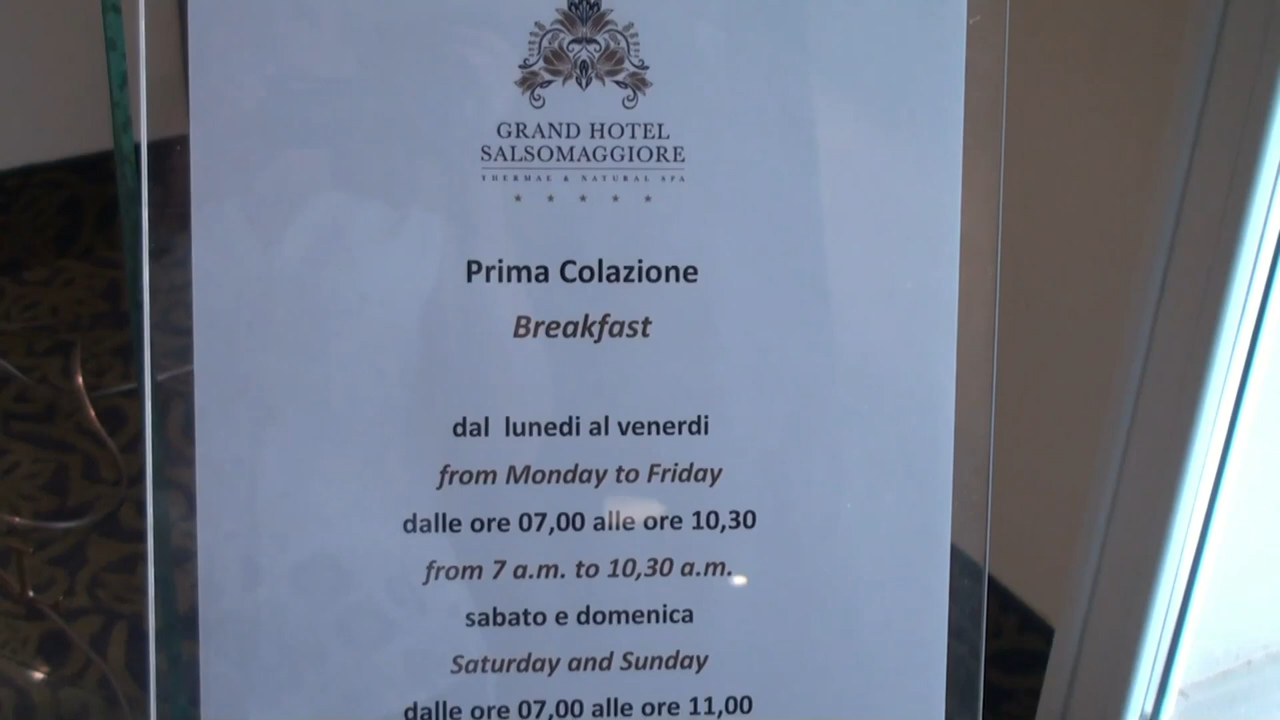 GRAND HOTEL
SALSOMAGGIORE
THERMAE & NATURAL SPA
Prima Colazione
Breakfast
dal lunedi al venerdi
from Monday to Friday
dalle ore 07,00 alle ore 10,30
from 7 a.m. to 10,30 a.m.
sabato e domenica
Saturday and Sunday
dalle ore 07,00 alle ore 11,00